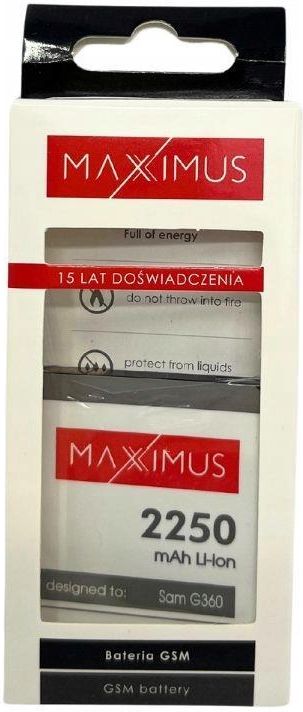 MAXXIMUS
Full of energy
15 LAT DOŚWIADCZENIA
do not throw into fire
protect from liquids
MAXXIMUS
2250
mAh Li-Ion
designed to: Sam G360
Bateria GSM
GSM battery